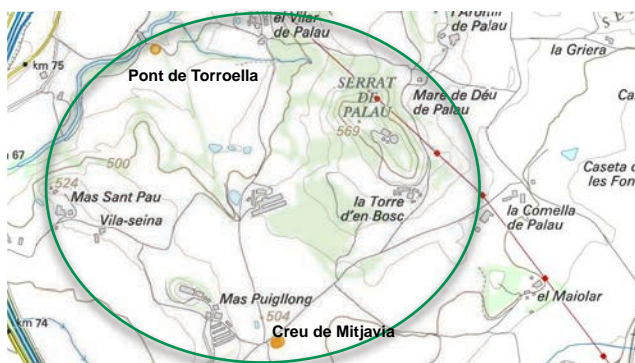 el Vilar
de Palau
de Palau
la Griera
km 75
Pont de Torroella
SERRAT
DE
PALAU
569
Mare de Déu
de Palau
67
500
524
Mas Sant Pau
Vila-seina
la Torre
d'en Bosc
Caseta d
les Fon
la Comella
de Palau
el Maiolar
Mas Puigllong
504
Creu de Mitjavia
km 74